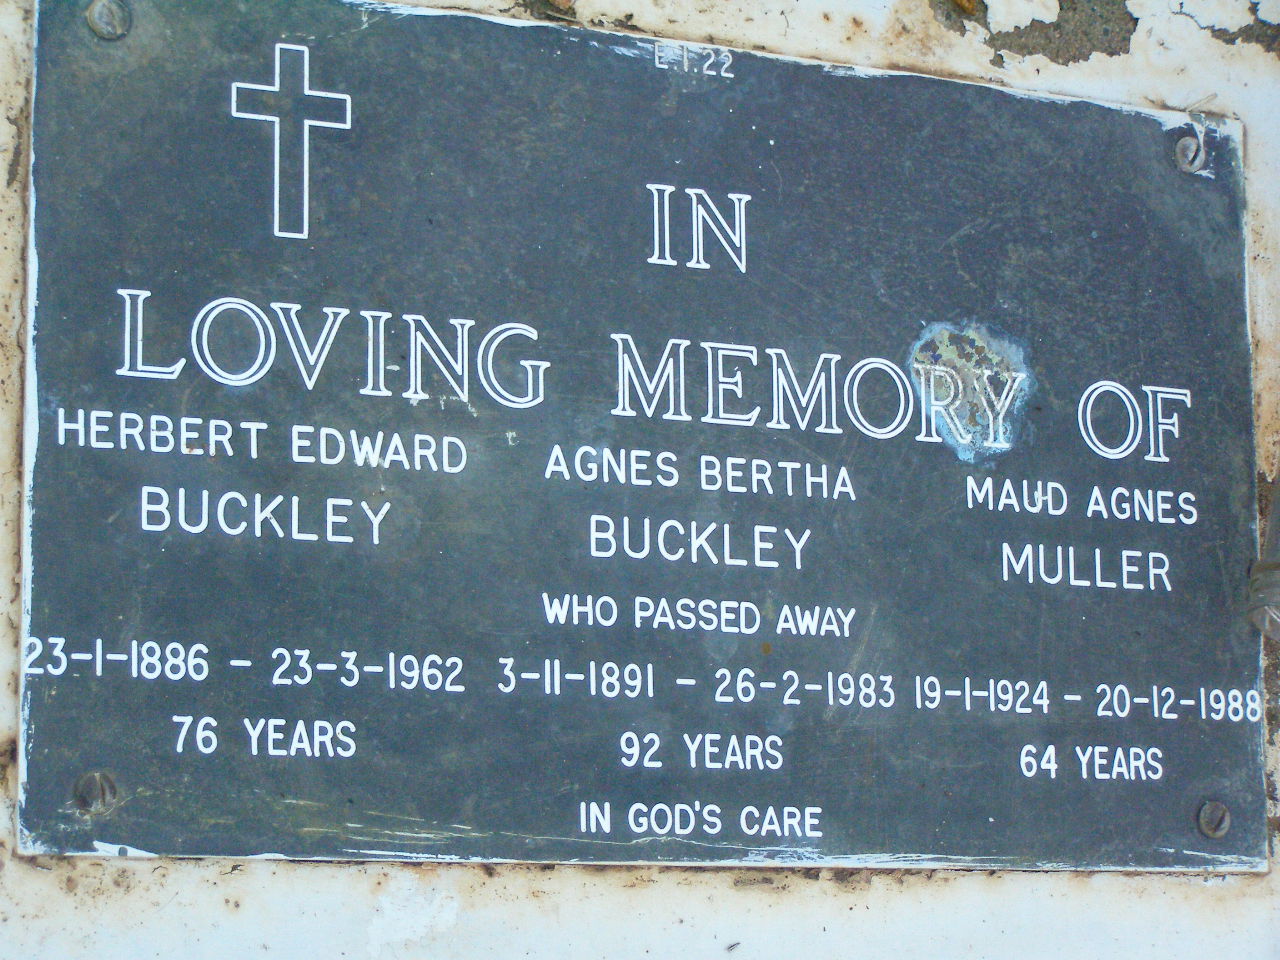 E 1.22
IN
LOVING MEMORY OF
HERBERT EDWARD
BUCKLEY
AGNES BERTHA
BUCKLEY
MAUD AGNES
MULLER
WHO PASSED AWAY
23-1-1886 - 23-3-1962
3-11-1891 - 26-2-1983
19-1-1924 - 20-12-1988
76 YEARS
92 YEARS
64 YEARS
IN GOD'S CARE